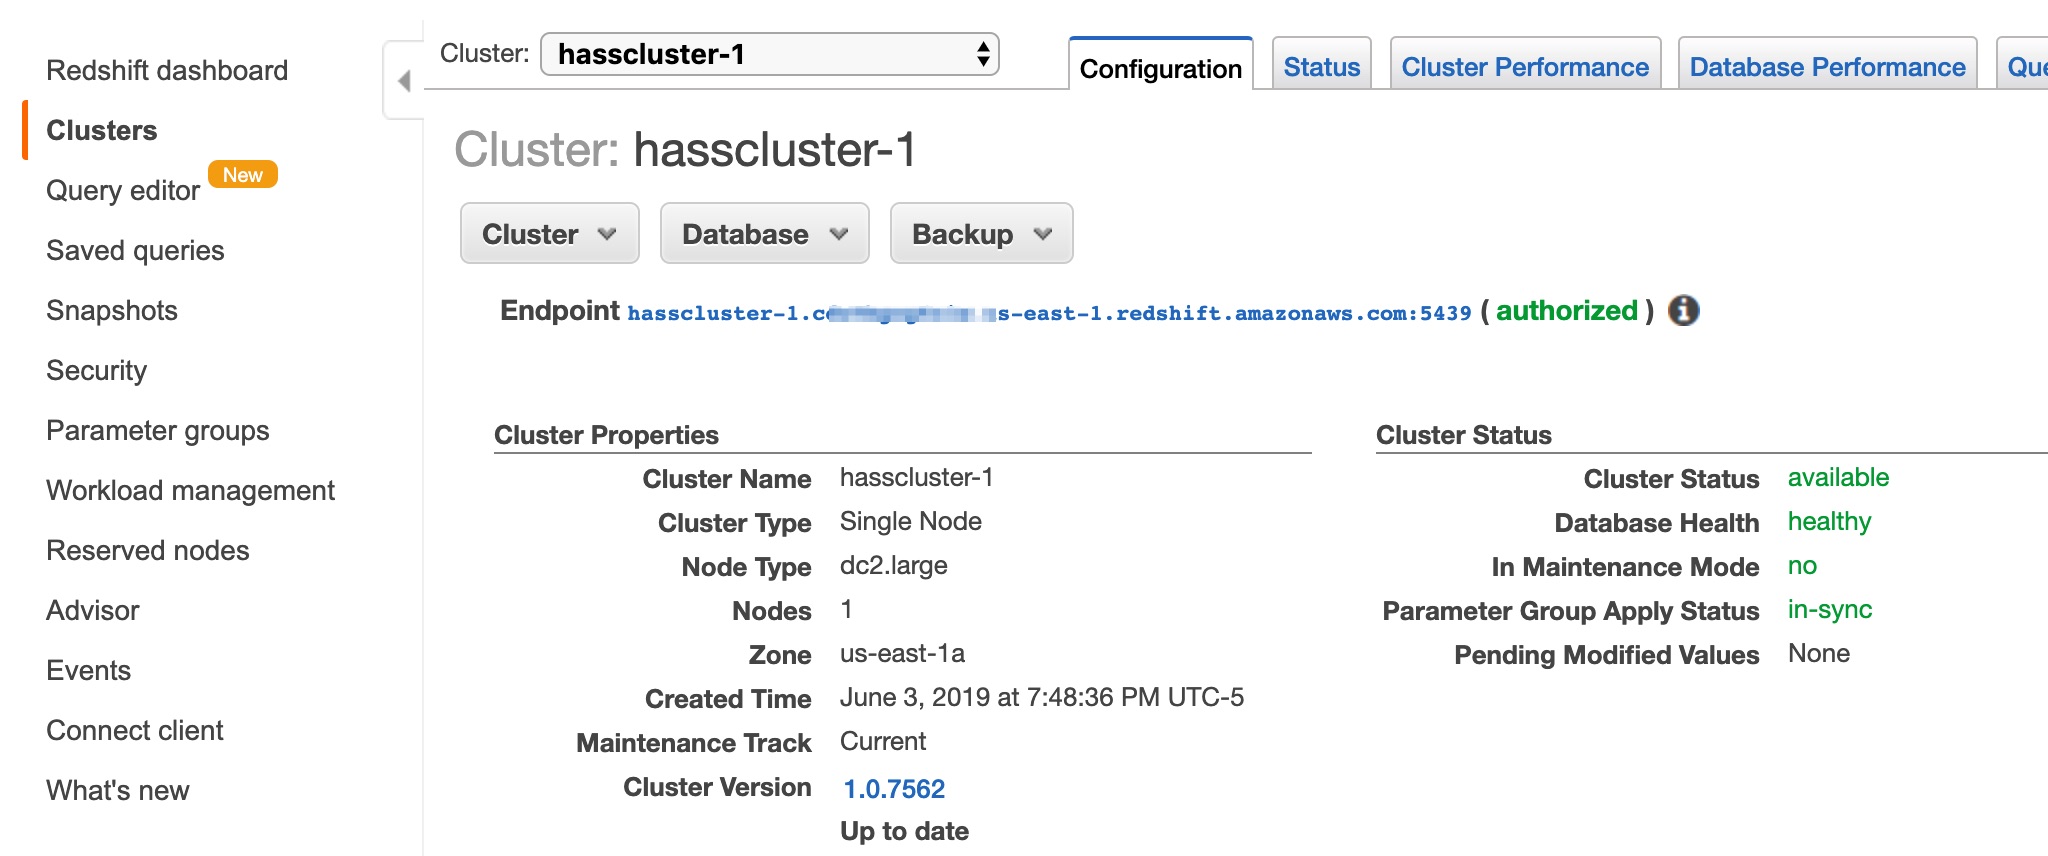 Redshift dashboard
Clusters
Query editor New
Saved queries
Snapshots
Security
Parameter groups
Workload management
Reserved nodes
Advisor
Events
Connect client
What's new
Cluster: hasscluster-1
Configuration Status Cluster Performance Database Performance Que
Cluster: hasscluster-1
Cluster Database Backup
Endpoint hasscluster-1.c s-east-1.redshift.amazonaws.com:5439 ( authorized )
Cluster Properties
Cluster Name hasscluster-1
Cluster Type Single Node
Node Type dc2.large
Nodes 1
Zone us-east-1a
Created Time June 3, 2019 at 7:48:36 PM UTC-5
Maintenance Track Current
Cluster Version 1.0.7562
Up to date
Cluster Status
Cluster Status available
Database Health healthy
In Maintenance Mode no
Parameter Group Apply Status in-sync
Pending Modified Values None